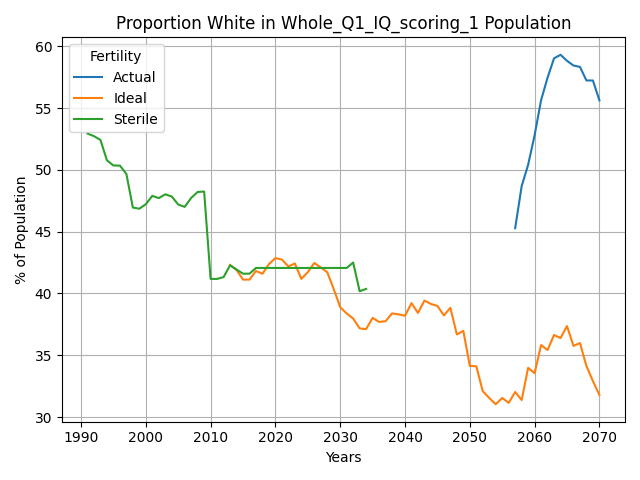 Proportion White in Whole_Q1_IQ_scoring_1 Population
60
55
50
45
40
35
30
% of Population
Fertility
Actual
Ideal
Sterile
1990 2000 2010 2020 2030 2040 2050 2060 2070
Years